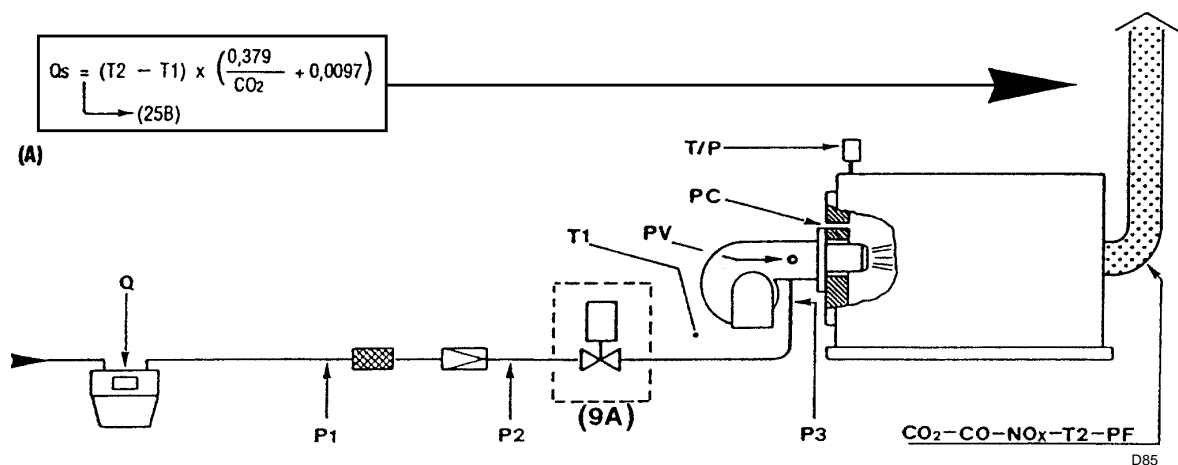 Qs = (T2 – T1) x (0,379/CO₂ + 0,0097)
(25B)
(A)
T/P
PC
T1
PV
Q
(9A)
P1
P2
P3
CO₂–CO–NOx–T2–PF
D85